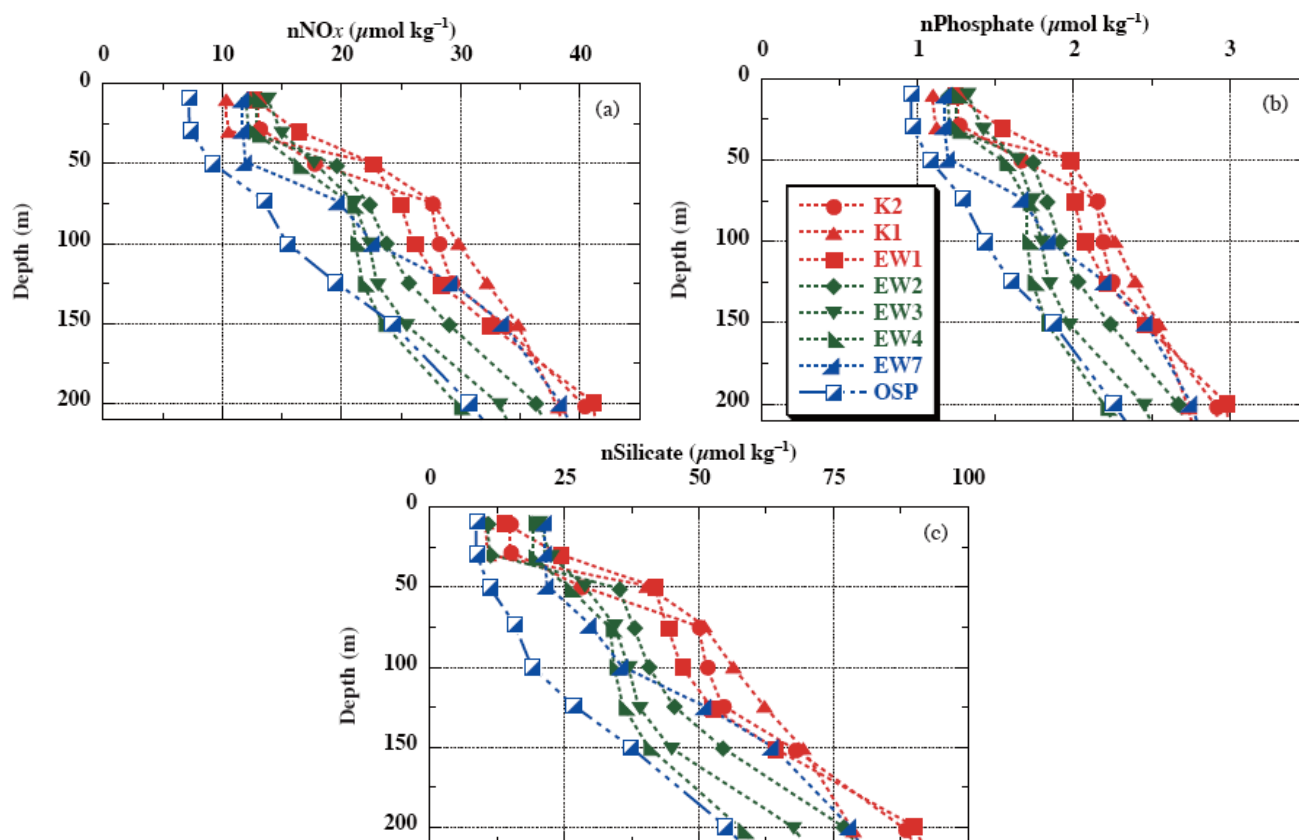 nNOx (μmol kg⁻¹)
0 10 20 30 40
Depth (m)
0
50
100
150
200
(a)
nPhosphate (μmol kg⁻¹)
0 1 2 3
Depth (m)
0
50
100
150
200
(b)
K2
K1
EW1
EW2
EW3
EW4
EW7
OSP
nSilicate (μmol kg⁻¹)
0 25 50 75 100
Depth (m)
0
50
100
150
200
(c)